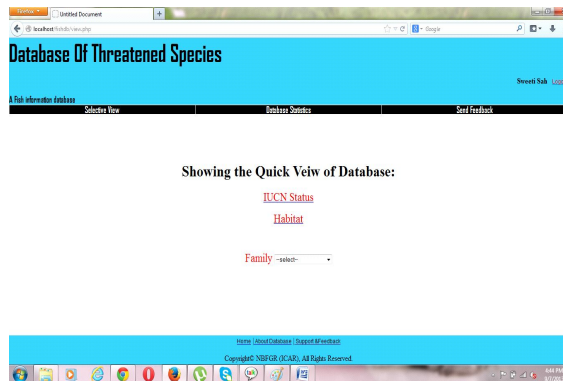 Untitled Document
localhost/fishdb/view.php
Google
Database Of Threatened Species
Sweeti Sah
A Fish information database
Selective View Database Statistics Send Feedback
Showing the Quick Veiw of Database:
IUCN Status
Habitat
Family --select--
Home | About Database | Support &Feedback
Copyright© NBFGR (ICAR), All Rights Reserved.